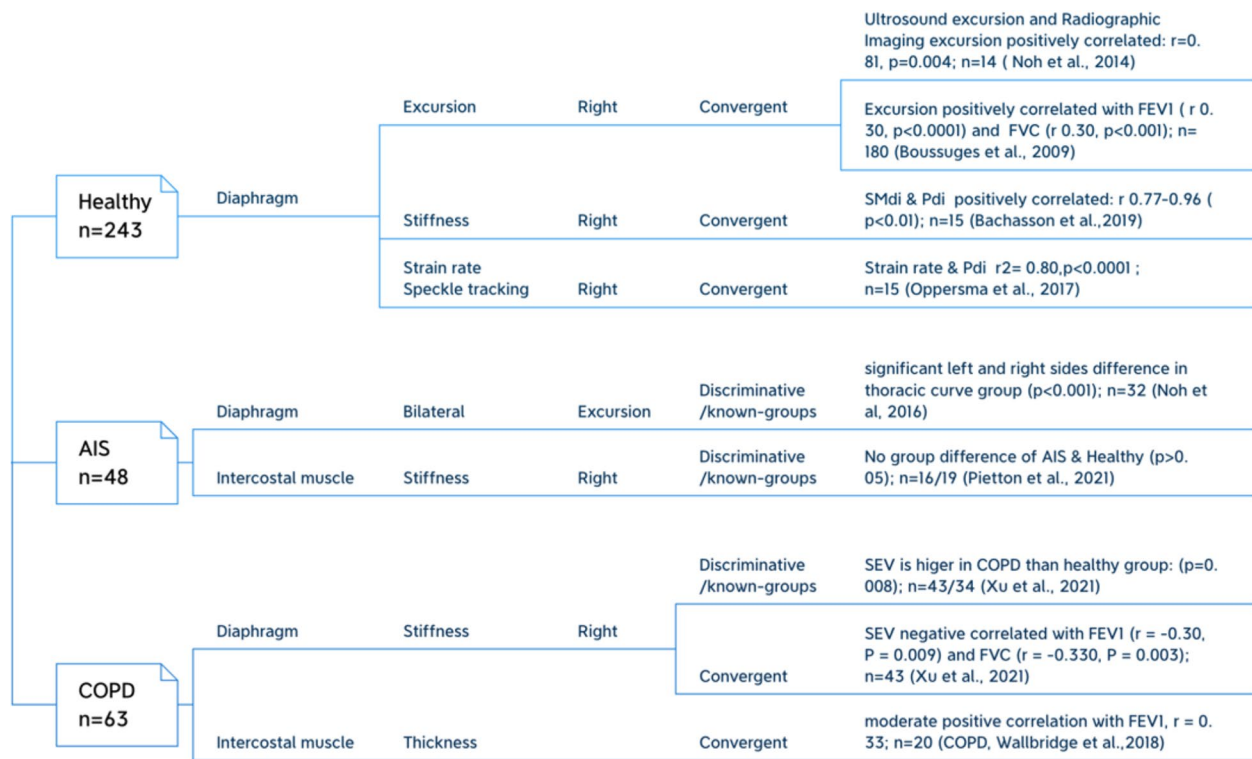 Ultrasound excursion and Radiographic
Imaging excursion positively correlated: r=0.
81, p=0.004; n=14 ( Noh et al., 2014)
Excursion
Right
Convergent
Excursion positively correlated with FEV1 ( r 0.
30, p<0.0001) and FVC (r 0.30, p<0.001); n=
180 (Boussuges et al., 2009)
Healthy
n=243
Diaphragm
Stiffness
Right
Convergent
SMdi & Pdi positively correlated: r 0.77-0.96 (
p<0.01); n=15 (Bachasson et al.,2019)
Strain rate
Speckle tracking
Right
Convergent
Strain rate & Pdi r2= 0.80,p<0.0001 ;
n=15 (Oppersma et al., 2017)
AIS
n=48
Diaphragm
Bilateral
Excursion
Discriminative
/known-groups
significant left and right sides difference in
thoracic curve group (p<0.001); n=32 (Noh et
al, 2016)
Intercostal muscle
Stiffness
Right
Discriminative
/known-groups
No group difference of AIS & Healthy (p>0.
05); n=16/19 (Pietton et al., 2021)
COPD
n=63
Diaphragm
Stiffness
Right
Discriminative
/known-groups
SEV is higer in COPD than healthy group: (p=0.
008); n=43/34 (Xu et al., 2021)
Convergent
SEV negative correlated with FEV1 (r = -0.30,
P = 0.009) and FVC (r = -0.330, P = 0.003);
n=43 (Xu et al., 2021)
Intercostal muscle
Thickness
Convergent
moderate positive correlation with FEV1, r = 0.
33; n=20 (COPD, Wallbridge et al.,2018)